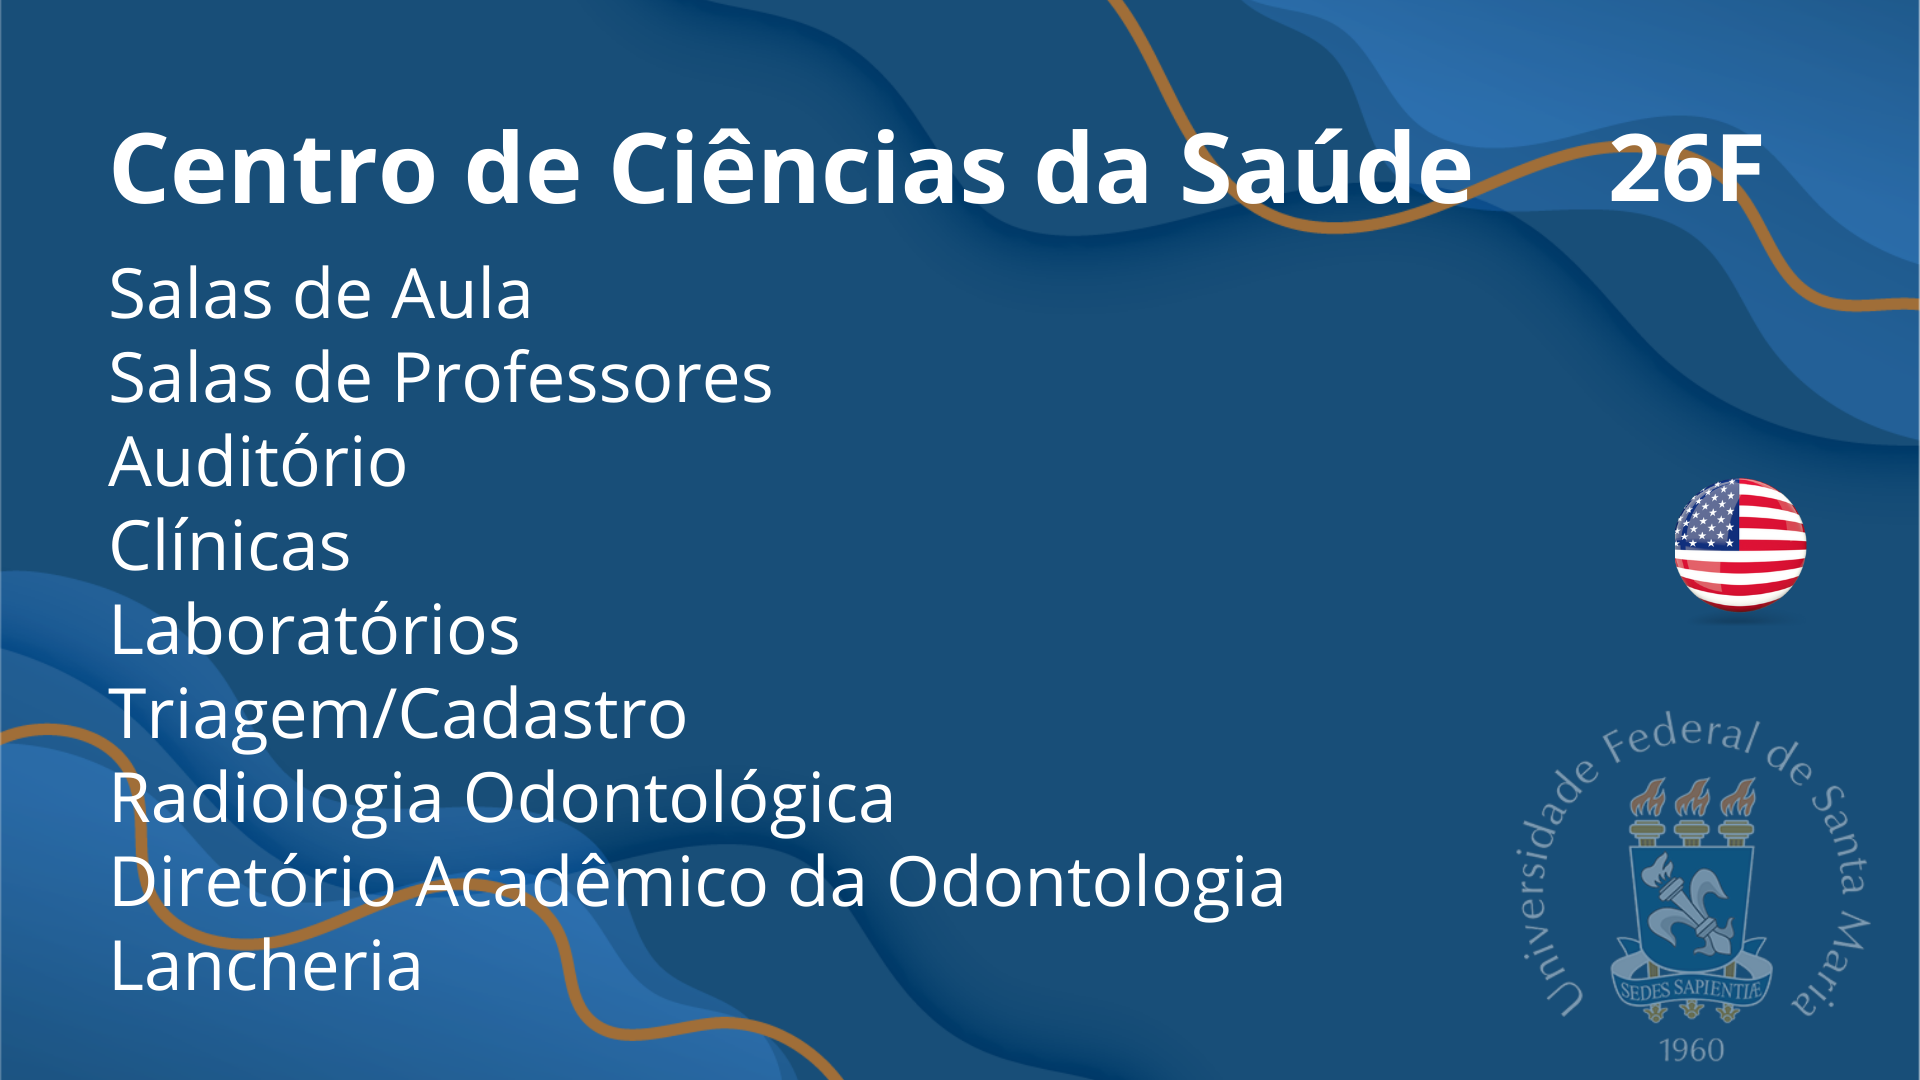 Centro de Ciências da Saúde 26F
Salas de Aula
Salas de Professores
Auditório
Clínicas
Laboratórios
Triagem/Cadastro
Radiologia Odontológica
Diretório Acadêmico da Odontologia
Lancheria
Universidade Federal de Santa Maria
SEDES SAPIENTIÆ
1960